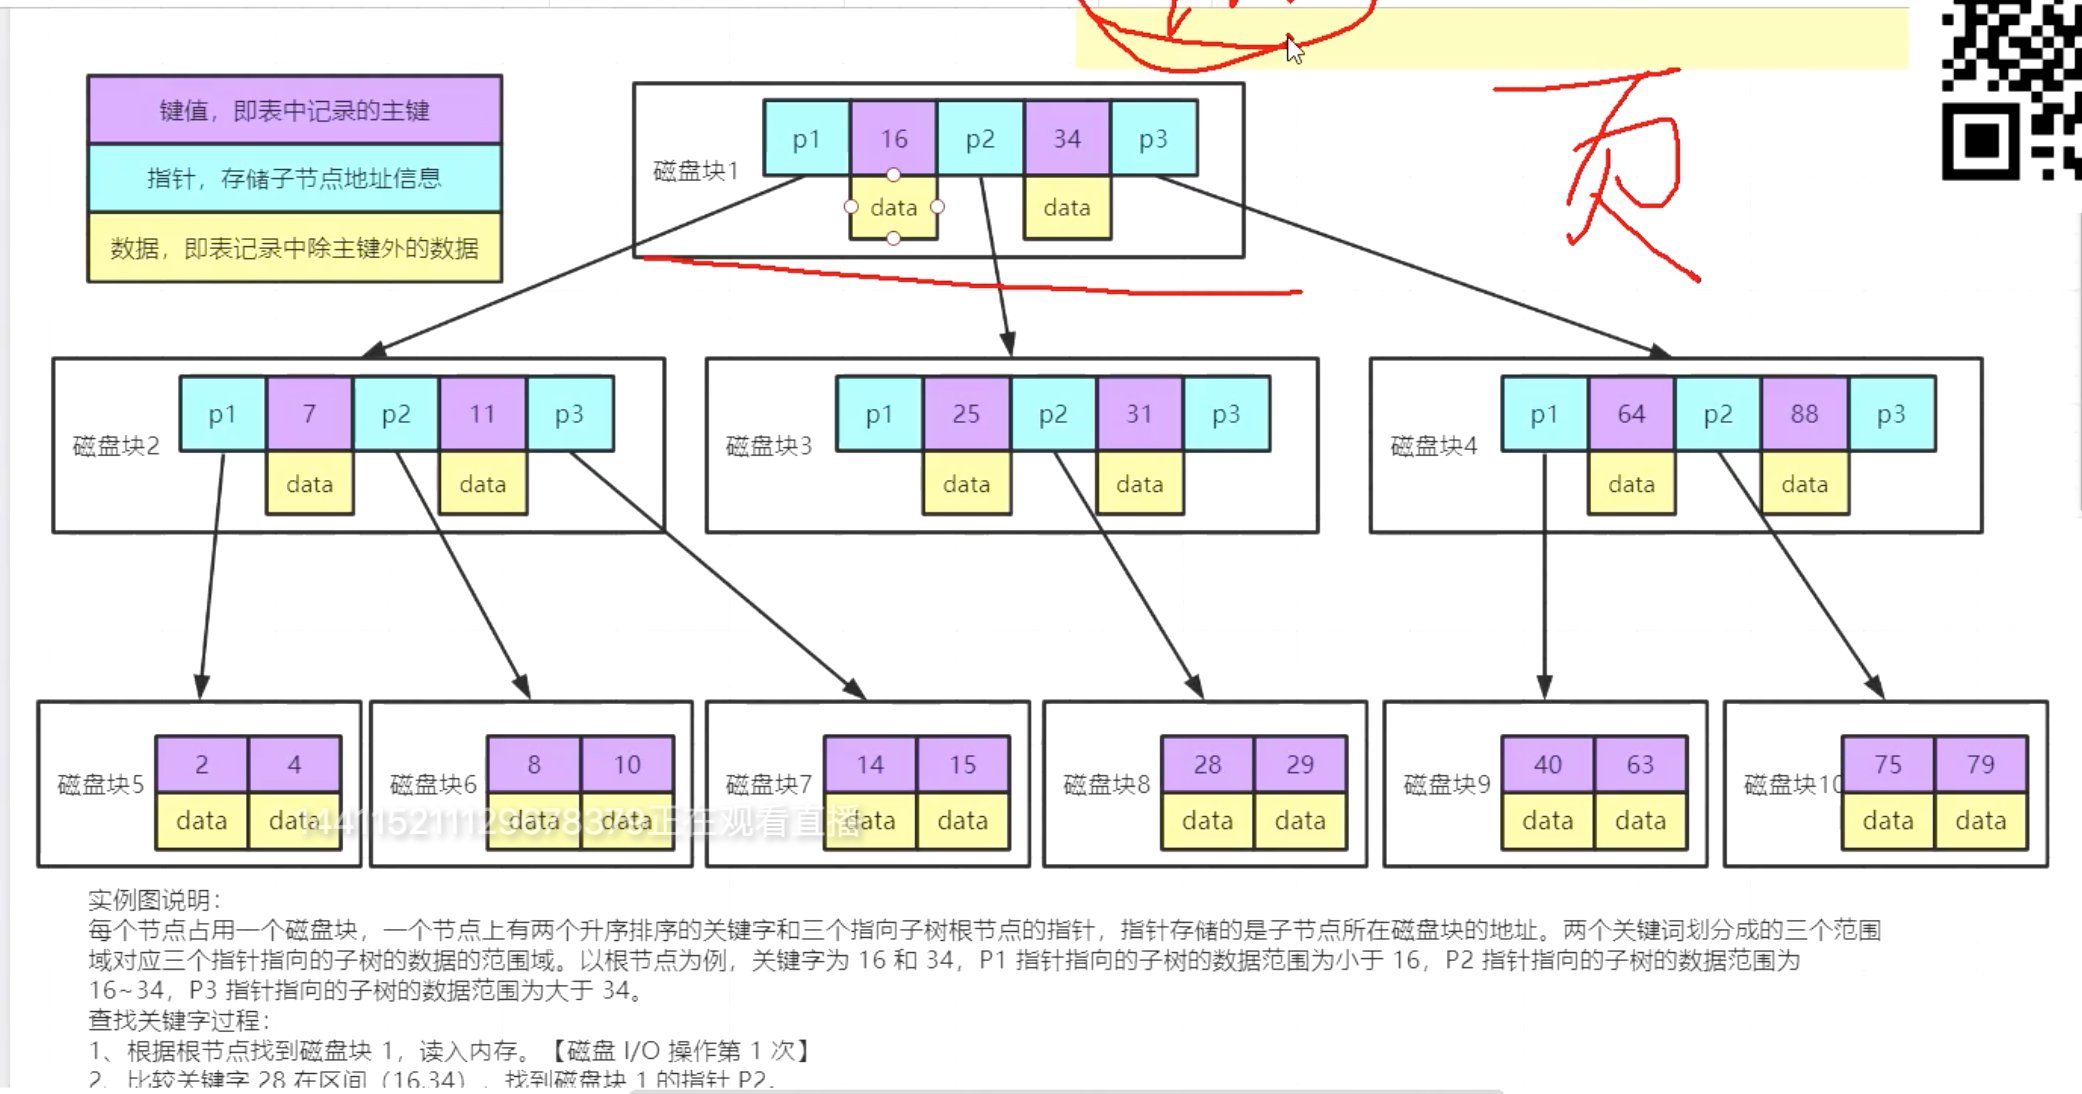 键值，即表中记录的主键
指针，存储子节点地址信息
数据，即表记录中除主键外的数据
页
磁盘块1
p1 16 p2 34 p3
data data
磁盘块2
p1 7 p2 11 p3
data data
磁盘块3
p1 25 p2 31 p3
data data
磁盘块4
p1 64 p2 88 p3
data data
磁盘块5
2 4
data data
磁盘块6
8 10
data data
磁盘块7
14 15
data data
磁盘块8
28 29
data data
磁盘块9
40 63
data data
磁盘块10
75 79
data data
正在观看直播
实例图说明：
每个节点占用一个磁盘块，一个节点上有两个升序排序的关键字和三个指向子树根节点的指针，指针存储的是子节点所在磁盘块的地址。两个关键词划分成的三个范围
域对应三个指针指向的子树的数据的范围域。以根节点为例，关键字为 16 和 34，P1 指针指向的子树的数据范围为小于 16，P2 指针指向的子树的数据范围为
16~34，P3 指针指向的子树的数据范围为大于 34。
查找关键字过程：
1、根据根节点找到磁盘块 1，读入内存。【磁盘 I/O 操作第 1 次】
2、比较关键字 28 在区间（16,34），找到磁盘块 1 的指针 P2。